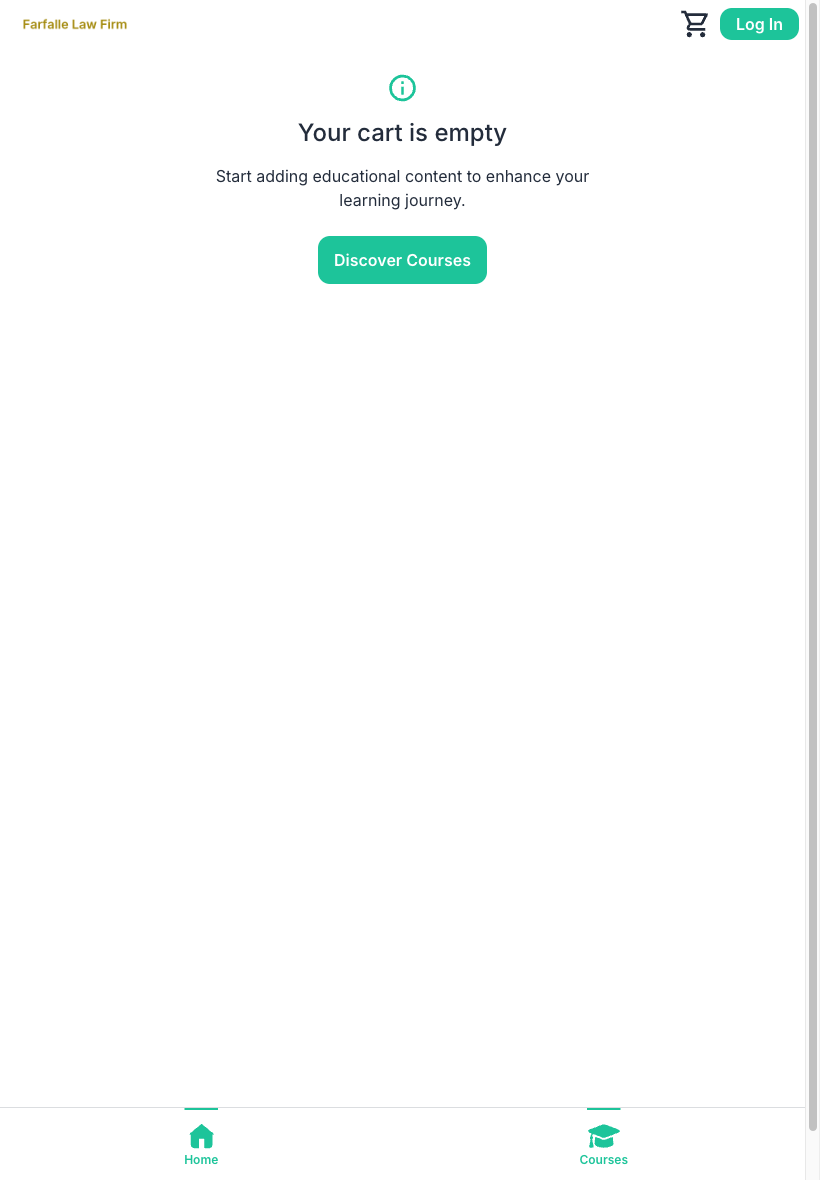 Farfalle Law Firm
Log In
Your cart is empty
Start adding educational content to enhance your
learning journey.
Discover Courses
Home
Courses